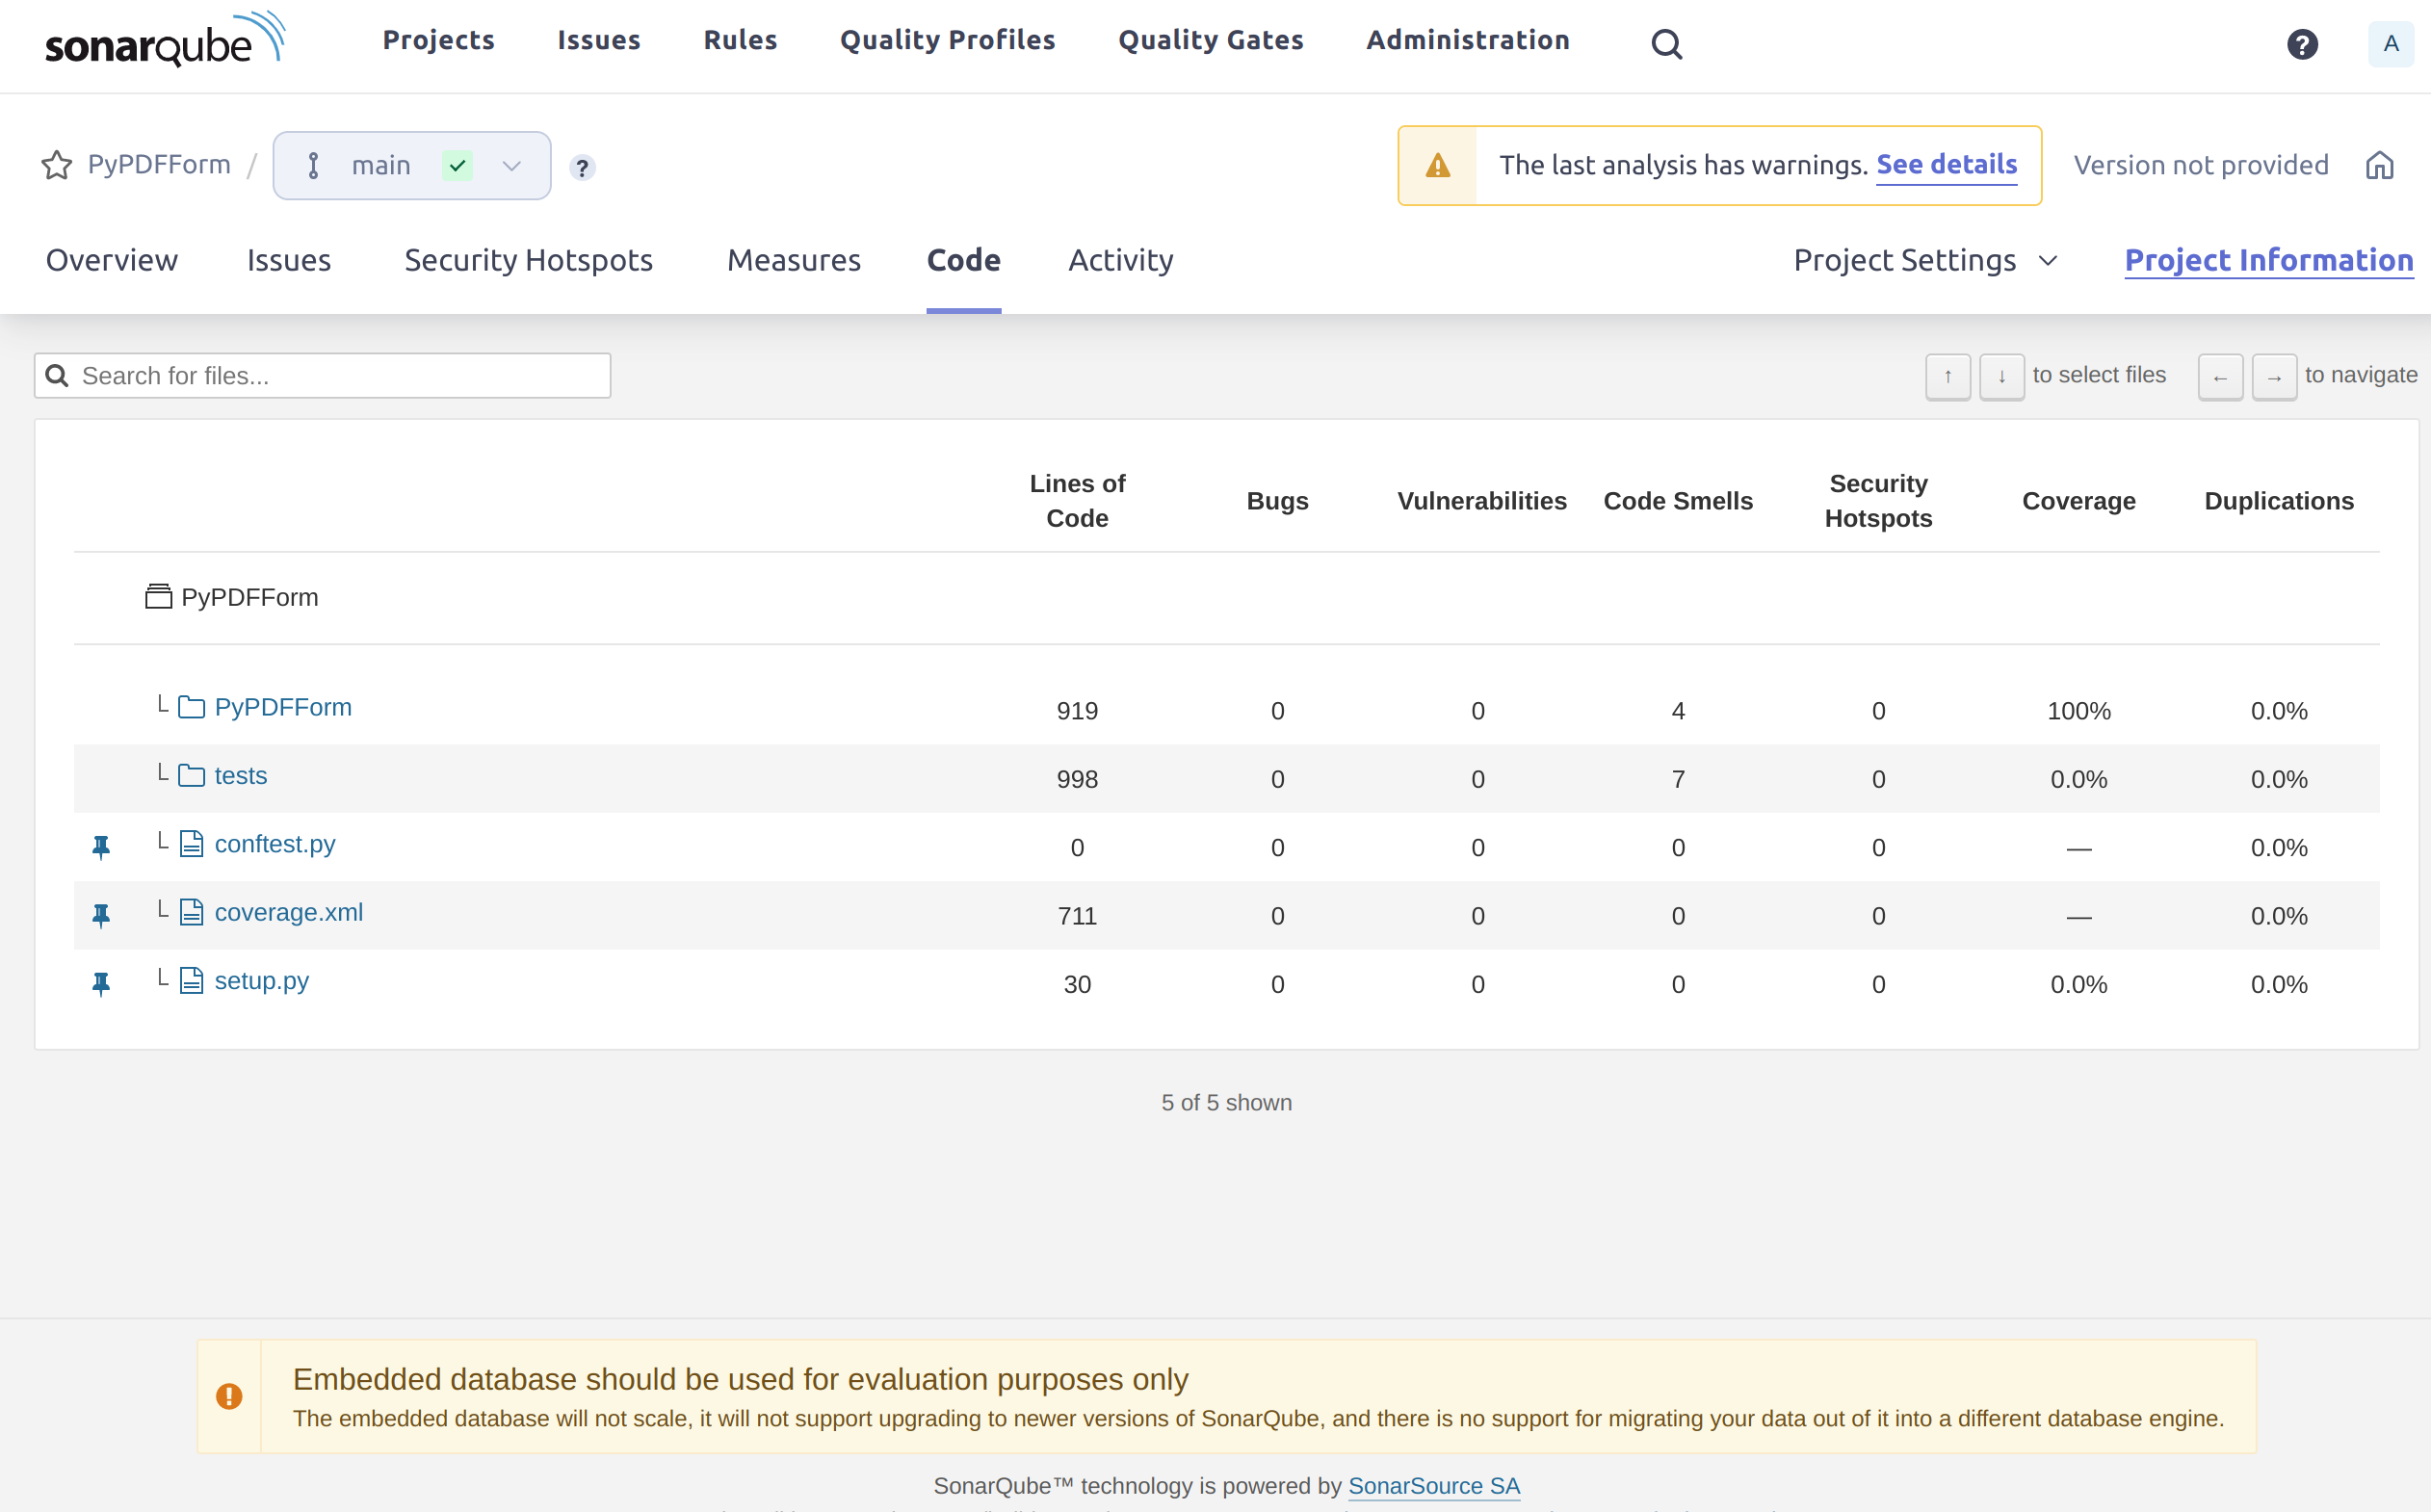 sonarqube Projects Issues Rules Quality Profiles Quality Gates Administration ? A
PyPDFForm / main ? The last analysis has warnings. See details Version not provided
Overview Issues Security Hotspots Measures Code Activity Project Settings Project Information
Search for files... ↑ ↓ to select files ← → to navigate
Lines of Code Bugs Vulnerabilities Code Smells Security Hotspots Coverage Duplications
PyPDFForm
PyPDFForm 919 0 0 4 0 100% 0.0%
tests 998 0 0 7 0 0.0% 0.0%
conftest.py 0 0 0 0 0 — 0.0%
coverage.xml 711 0 0 0 0 — 0.0%
setup.py 30 0 0 0 0 0.0% 0.0%
5 of 5 shown
Embedded database should be used for evaluation purposes only
The embedded database will not scale, it will not support upgrading to newer versions of SonarQube, and there is no support for migrating your data out of it into a different database engine.
SonarQube™ technology is powered by SonarSource SA